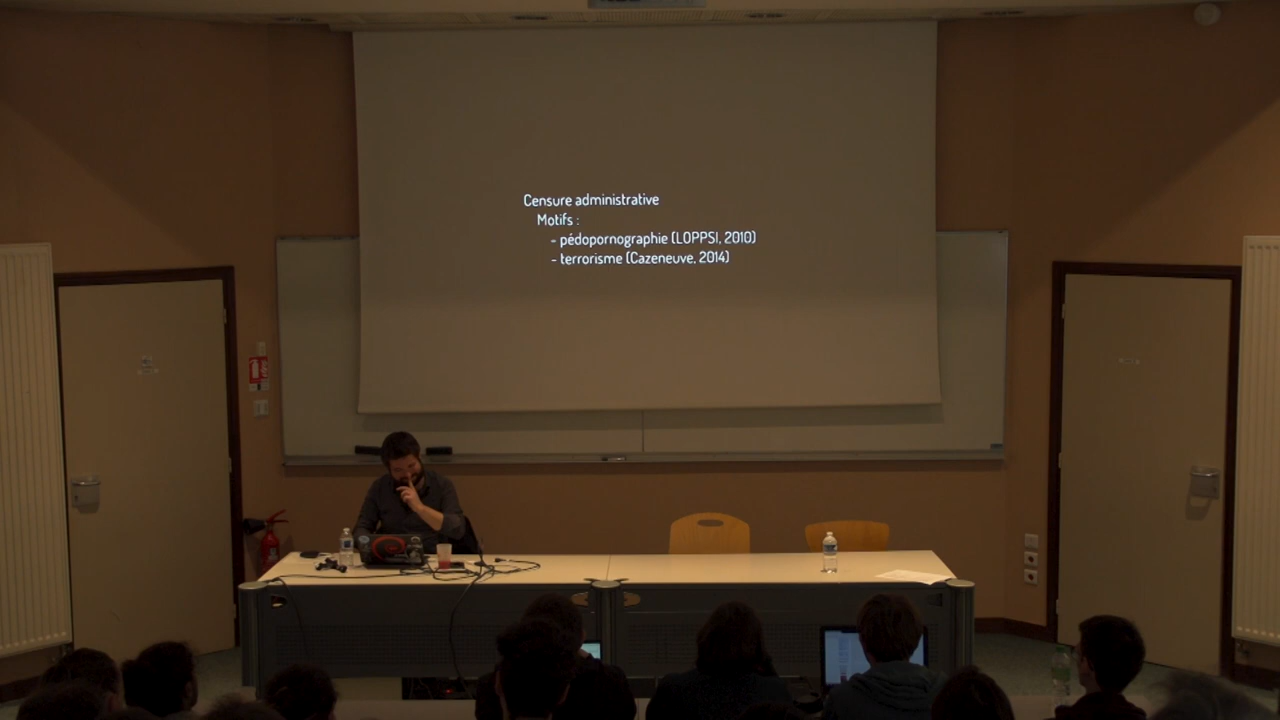 Censure administrative
Motifs :
- pédopornographie (LOPPSI, 2010)
- terrorisme (Cazeneuve, 2014)